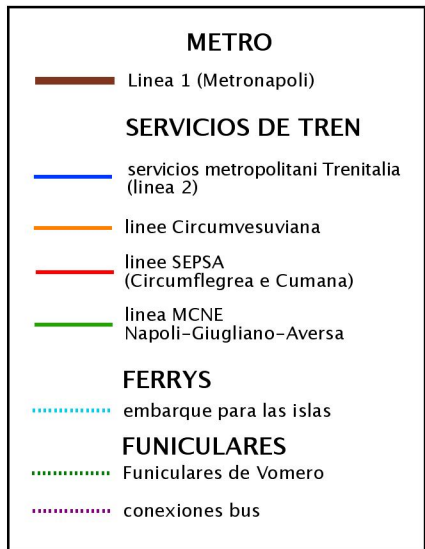 METRO
Linea 1 (Metronapoli)
SERVICIOS DE TREN
servicios metropolitani Trenitalia
(linea 2)
linee Circumvesuviana
linee SEPSA
(Circumflegrea e Cumana)
linea MCNE
Napoli-Giugliano-Aversa
FERRYS
embarque para las islas
FUNICULARES
Funiculares de Vomero
conexiones bus